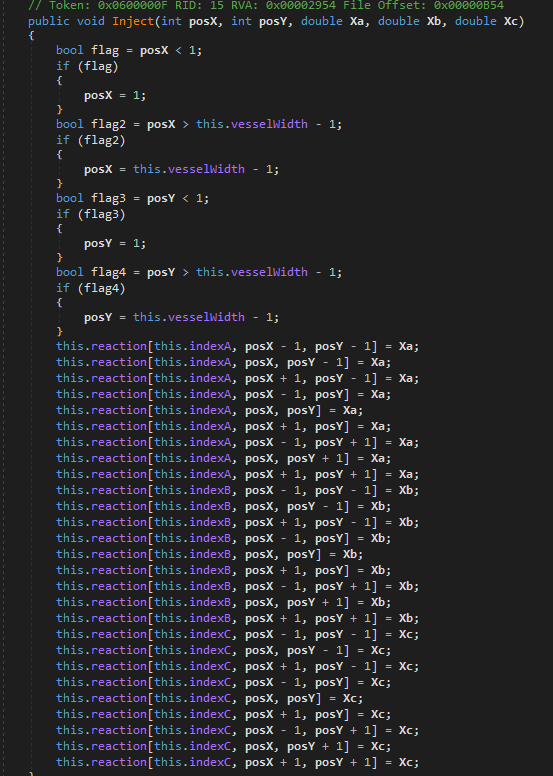 // Token: 0x0600000F RID: 15 RVA: 0x00002954 File Offset: 0x00000B54
public void Inject(int posX, int posY, double Xa, double Xb, double Xc)
{
    bool flag = posX < 1;
    if (flag)
    {
        posX = 1;
    }
    bool flag2 = posX > this.vesselWidth - 1;
    if (flag2)
    {
        posX = this.vesselWidth - 1;
    }
    bool flag3 = posY < 1;
    if (flag3)
    {
        posY = 1;
    }
    bool flag4 = posY > this.vesselWidth - 1;
    if (flag4)
    {
        posY = this.vesselWidth - 1;
    }
    this.reaction[this.indexA, posX - 1, posY - 1] = Xa;
    this.reaction[this.indexA, posX, posY - 1] = Xa;
    this.reaction[this.indexA, posX + 1, posY - 1] = Xa;
    this.reaction[this.indexA, posX - 1, posY] = Xa;
    this.reaction[this.indexA, posX, posY] = Xa;
    this.reaction[this.indexA, posX + 1, posY] = Xa;
    this.reaction[this.indexA, posX - 1, posY + 1] = Xa;
    this.reaction[this.indexA, posX, posY + 1] = Xa;
    this.reaction[this.indexA, posX + 1, posY + 1] = Xa;
    this.reaction[this.indexB, posX - 1, posY - 1] = Xb;
    this.reaction[this.indexB, posX, posY - 1] = Xb;
    this.reaction[this.indexB, posX + 1, posY - 1] = Xb;
    this.reaction[this.indexB, posX - 1, posY] = Xb;
    this.reaction[this.indexB, posX, posY] = Xb;
    this.reaction[this.indexB, posX + 1, posY] = Xb;
    this.reaction[this.indexB, posX - 1, posY + 1] = Xb;
    this.reaction[this.indexB, posX, posY + 1] = Xb;
    this.reaction[this.indexB, posX + 1, posY + 1] = Xb;
    this.reaction[this.indexC, posX - 1, posY - 1] = Xc;
    this.reaction[this.indexC, posX, posY - 1] = Xc;
    this.reaction[this.indexC, posX + 1, posY - 1] = Xc;
    this.reaction[this.indexC, posX - 1, posY] = Xc;
    this.reaction[this.indexC, posX, posY] = Xc;
    this.reaction[this.indexC, posX + 1, posY] = Xc;
    this.reaction[this.indexC, posX - 1, posY + 1] = Xc;
    this.reaction[this.indexC, posX, posY + 1] = Xc;
    this.reaction[this.indexC, posX + 1, posY + 1] = Xc;
}